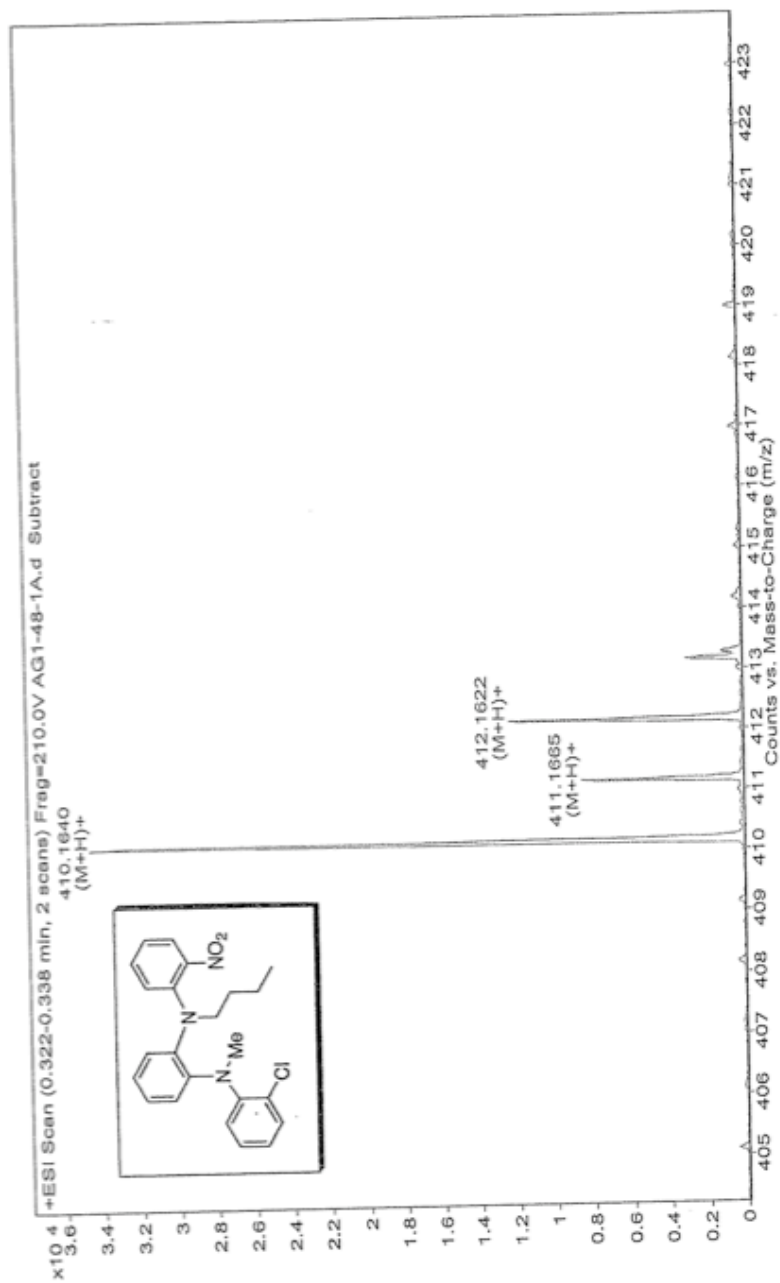 +ESI Scan (0.322-0.338 min, 2 scans) Frag=210.0V AG1-48-1A.d Subtract
x10 4
3.6
3.4
3.2
3
2.8
2.6
2.4
2.2
2
1.8
1.6
1.4
1.2
1
0.8
0.6
0.4
0.2
0
410.1640
(M+H)+
411.1665
(M+H)+
412.1622
(M+H)+
N
NO2
N
Me
Cl
405 406 407 408 409 410 411 412 413 414 415 416 417 418 419 420 421 422 423
Counts vs. Mass-to-Charge (m/z)